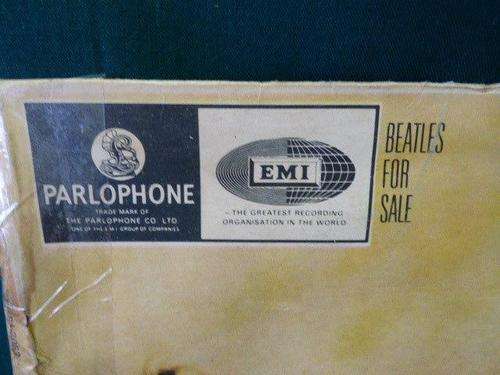 PARLOPHONE
TRADE MARK OF
THE PARLOPHONE CO LTD
ONE OF THE E.M.I GROUP OF COMPANIES
EMI
– THE GREATEST RECORDING
ORGANISATION IN THE WORLD
BEATLES
FOR
SALE